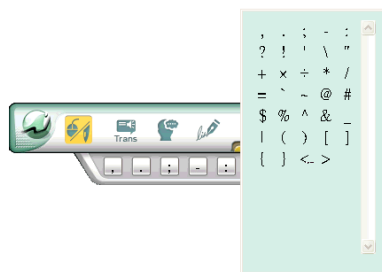 , . ; - :
? ! ' \ "
+ × ÷ * /
= ` ~ @ #
$ % ^ & _
| ( ) [ ]
{ } <- >
Trans
, . ; - :